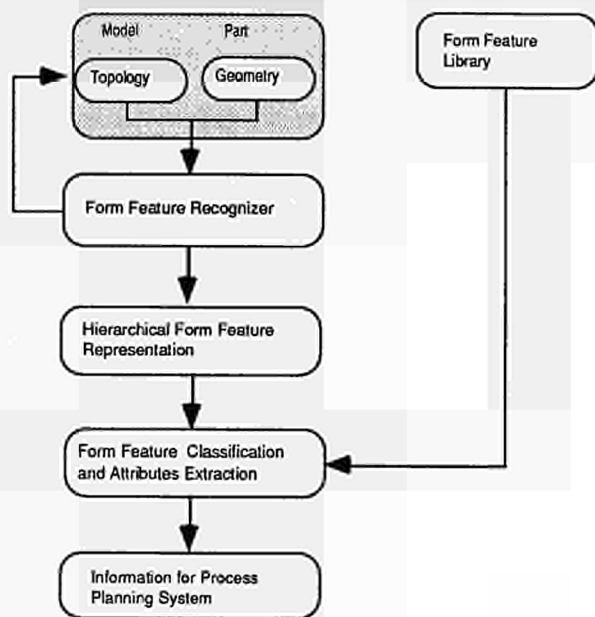 Model Part
Topology
Geometry
Form Feature
Library
Form Feature Recognizer
Hierarchical Form Feature
Representation
Form Feature Classification
and Attributes Extraction
Information for Process
Planning System